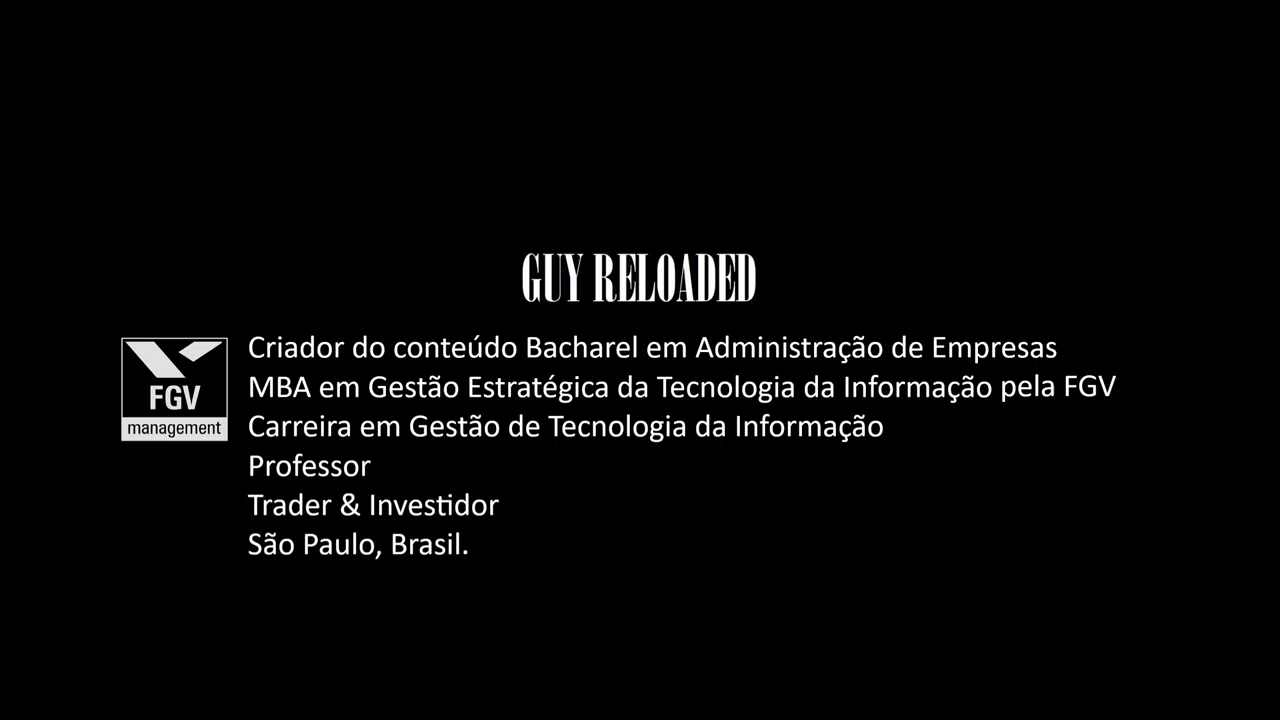 GUY RELOADED
Criador do conteúdo Bacharel em Administração de Empresas
MBA em Gestão Estratégica da Tecnologia da Informação pela FGV
Carreira em Gestão de Tecnologia da Informação
Professor
Trader & Investidor
São Paulo, Brasil.
FGV
management